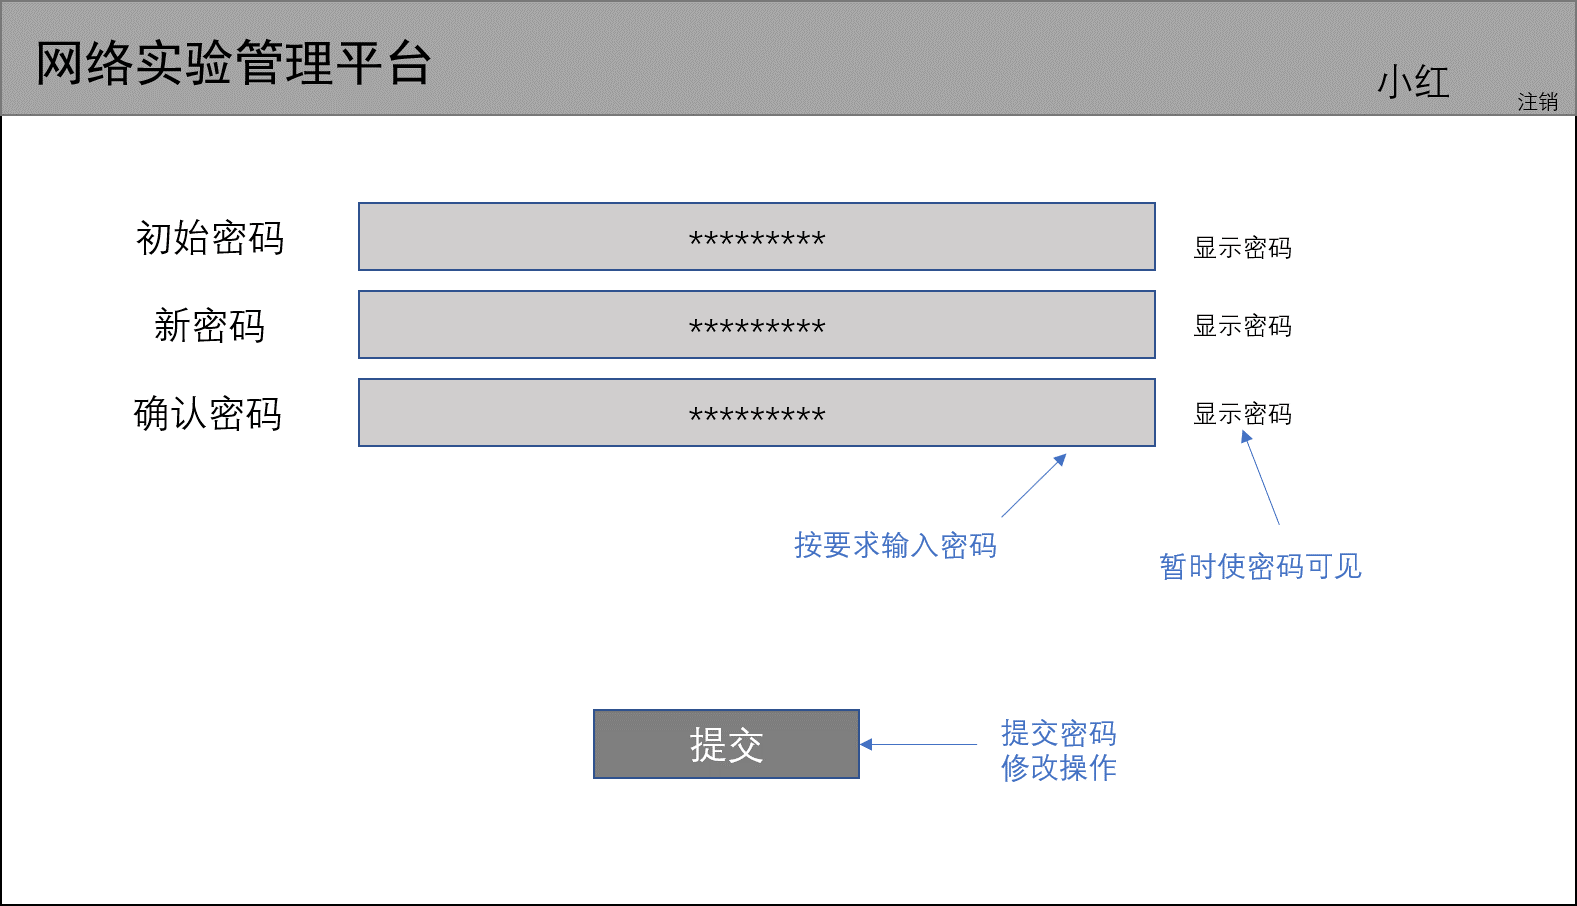 网络实验管理平台
小红
注销
初始密码
*********
显示密码
新密码
*********
显示密码
确认密码
*********
显示密码
按要求输入密码
暂时使密码可见
提交
提交密码
修改操作